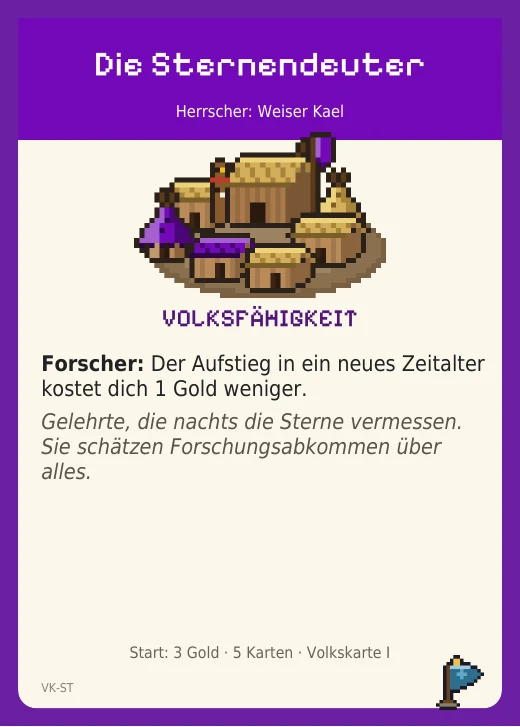 Die Sternendeuter
Herrscher: Weiser Kael
VOLKSFÄHIGKEIT
Forscher: Der Aufstieg in ein neues Zeitalter
kostet dich 1 Gold weniger.
Gelehrte, die nachts die Sterne vermessen.
Sie schätzen Forschungsabkommen über
alles.
Start: 3 Gold · 5 Karten · Volkskarte I
VK-ST